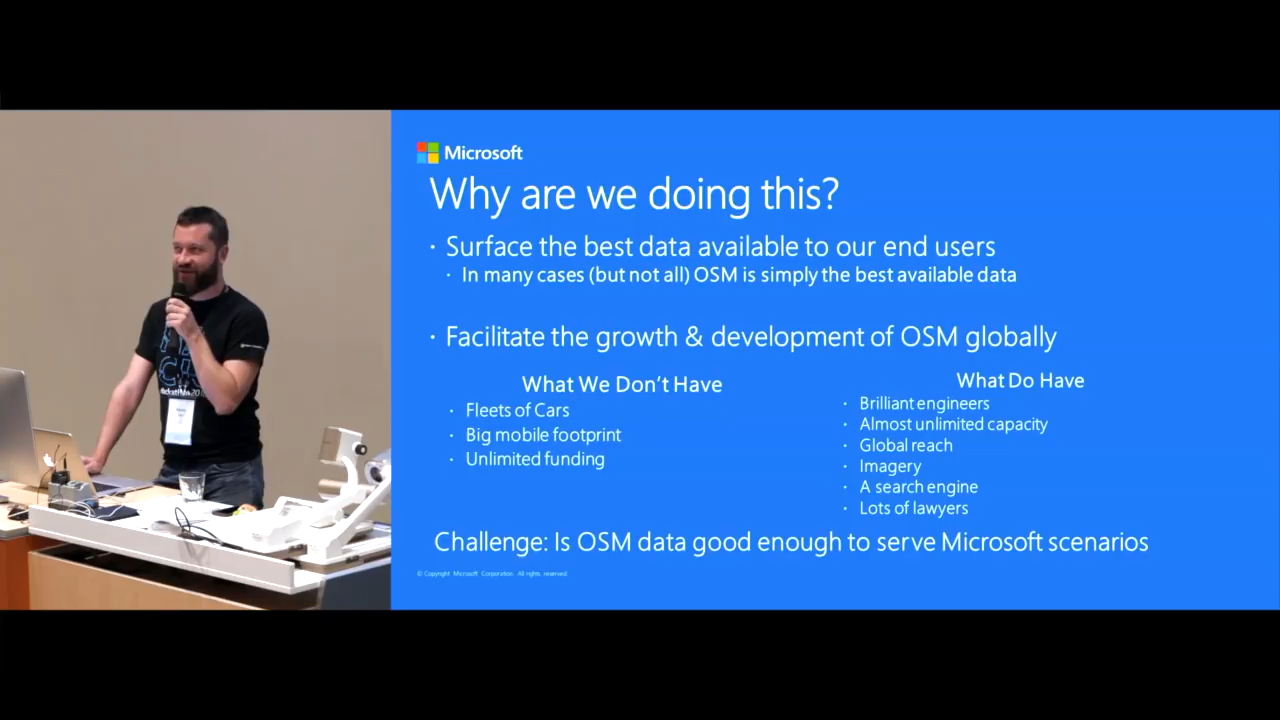 Microsoft
Why are we doing this?
· Surface the best data available to our end users
· In many cases (but not all) OSM is simply the best available data
· Facilitate the growth & development of OSM globally
What We Don't Have
· Fleets of Cars
· Big mobile footprint
· Unlimited funding
What Do Have
· Brilliant engineers
· Almost unlimited capacity
· Global reach
· Imagery
· A search engine
· Lots of lawyers
Challenge: Is OSM data good enough to serve Microsoft scenarios
© Copyright Microsoft Corporation. All rights reserved.